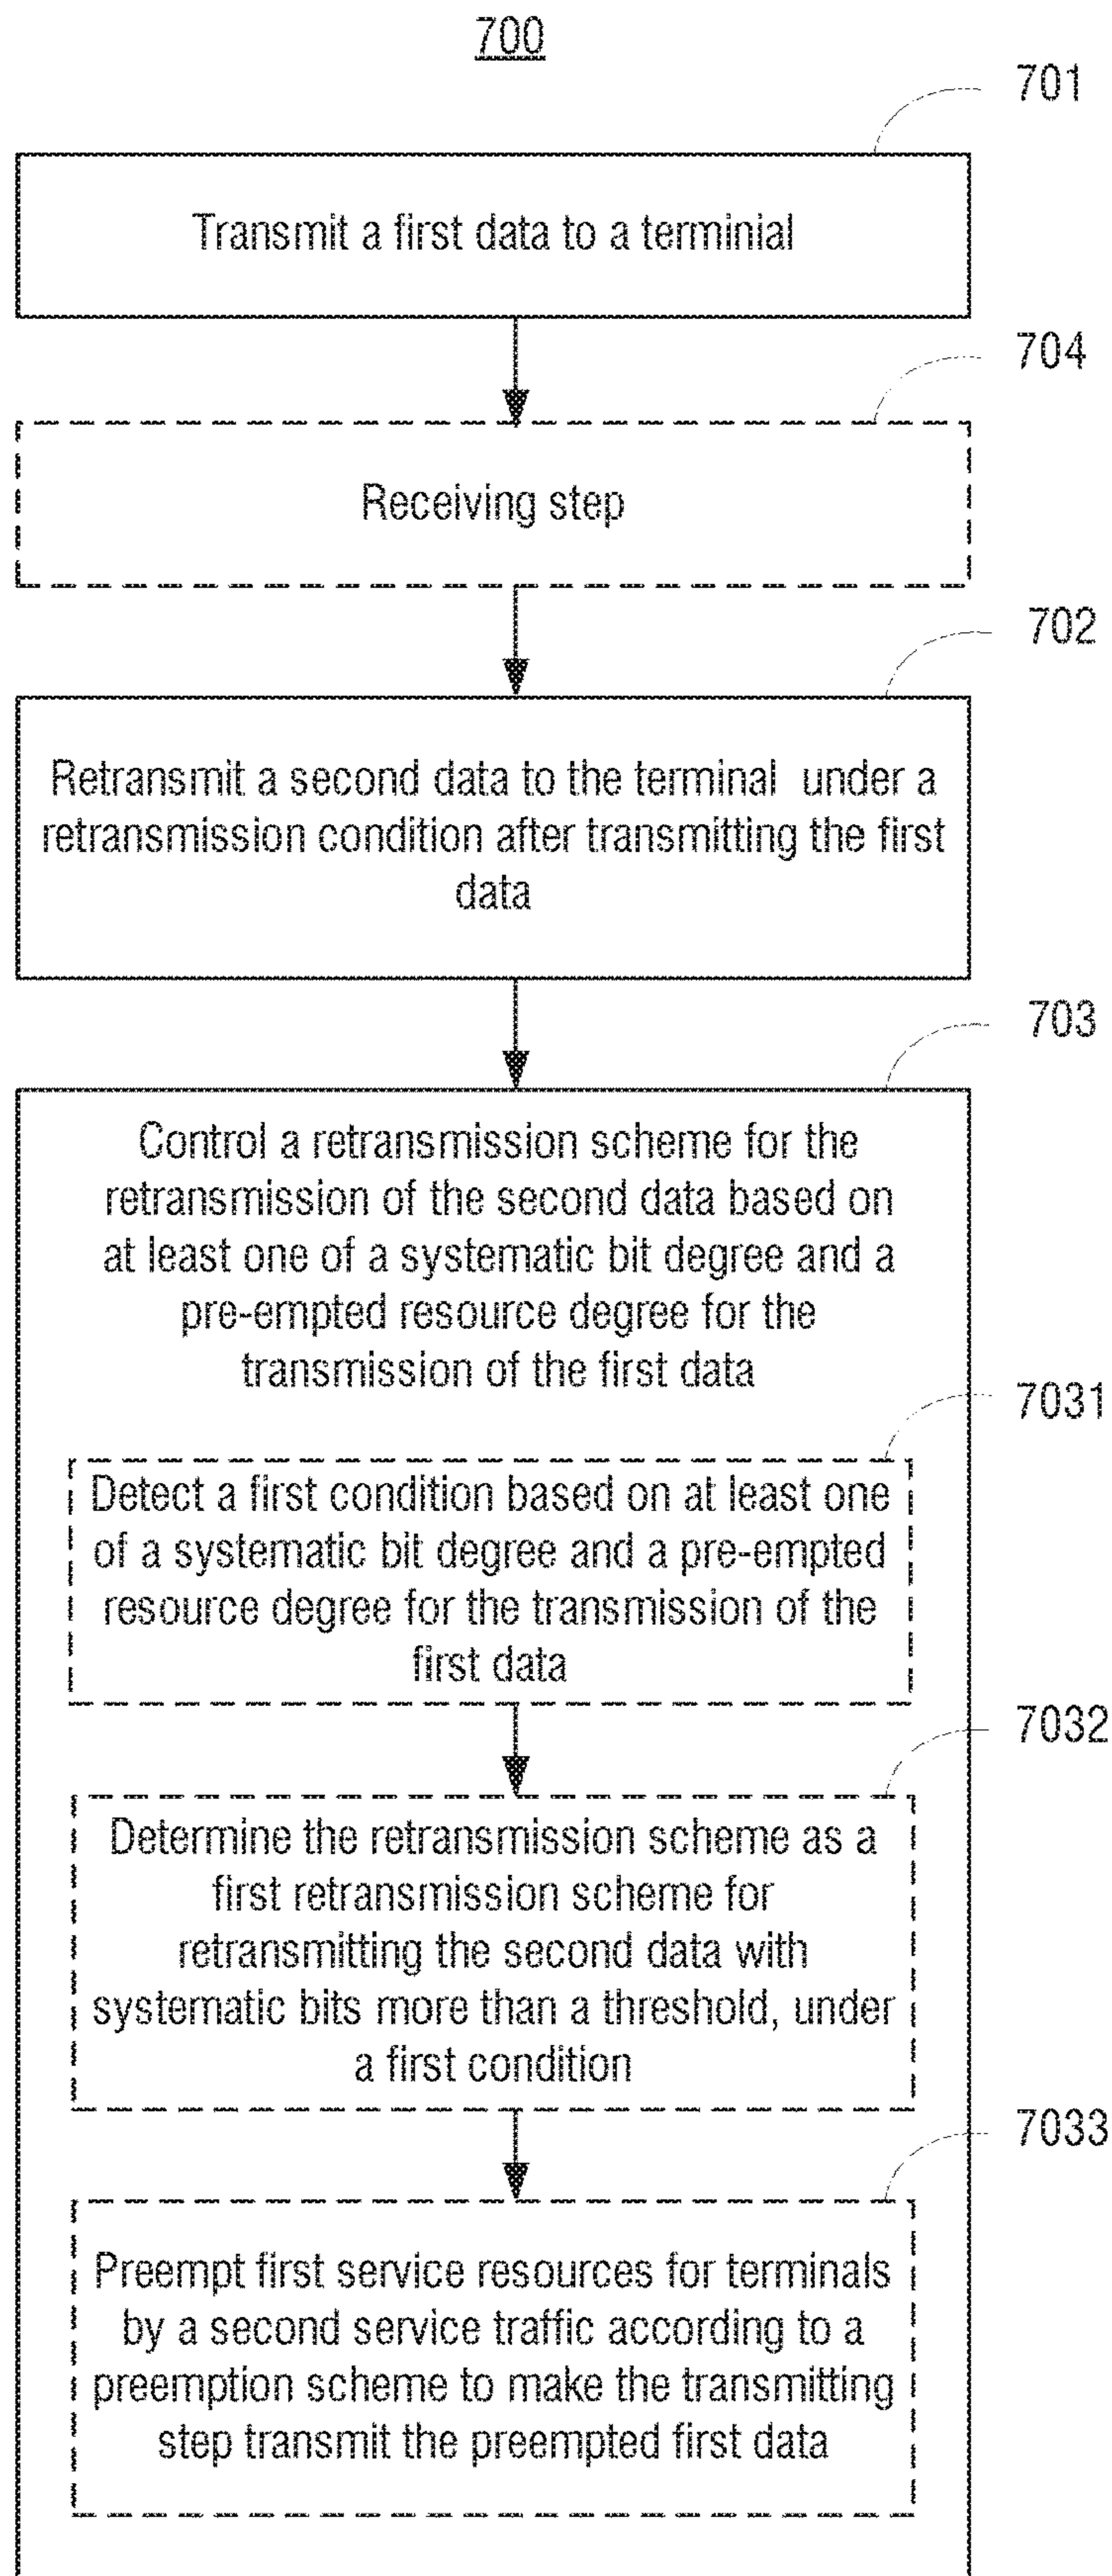 700
701
Transmit a first data to a terminial
704
Receiving step
702
Retransmit a second data to the terminal under a
retransmission condition after transmitting the first
data
703
Control a retransmission scheme for the
retransmission of the second data based on
at least one of a systematic bit degree and a
pre-empted resource degree for the
transmission of the first data
7031
Detect a first condition based on at least one
of a systematic bit degree and a pre-empted
resource degree for the transmission of the
first data
7032
Determine the retransmission scheme as a
first retransmission scheme for
retransmitting the second data with
systematic bits more than a threshold, under
a first condition
7033
Preempt first service resources for terminals
by a second service traffic according to a
preemption scheme to make the transmitting
step transmit the preempted first data